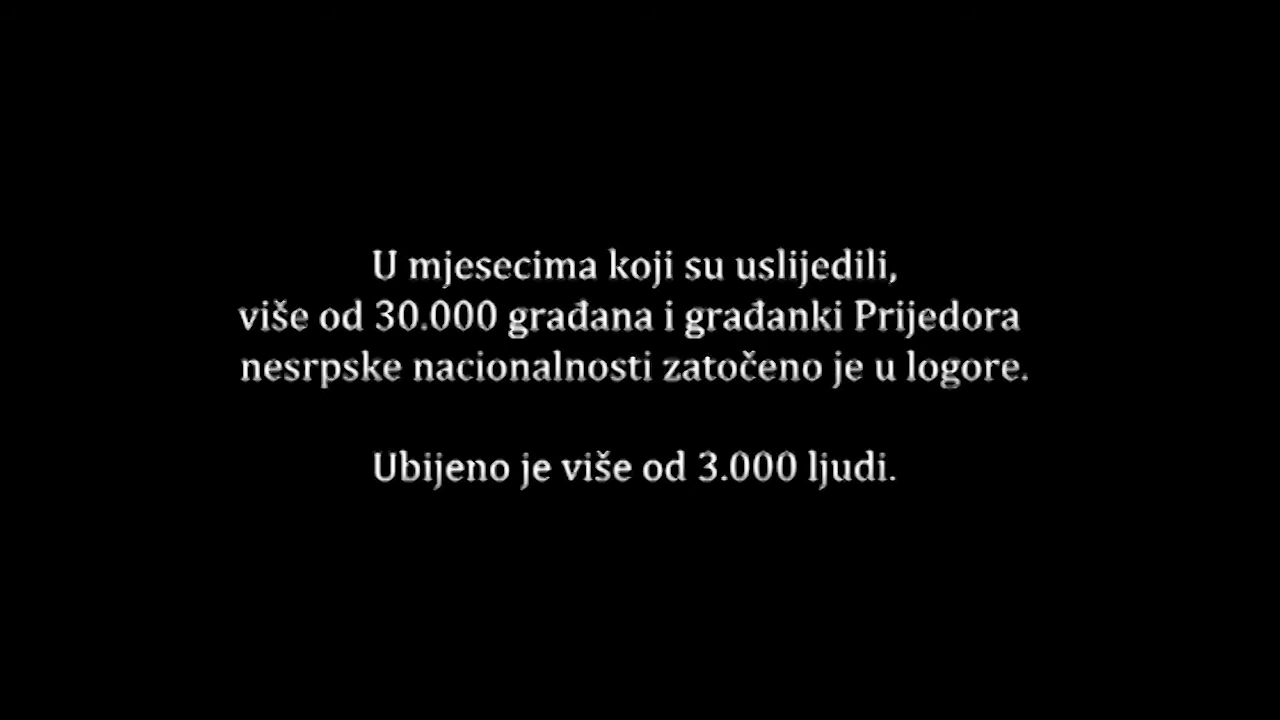 U mjesecima koji su uslijedili,
više od 30.000 građana i građanki Prijedora
nesrpske nacionalnosti zatočeno je u logore.
Ubijeno je više od 3.000 ljudi.